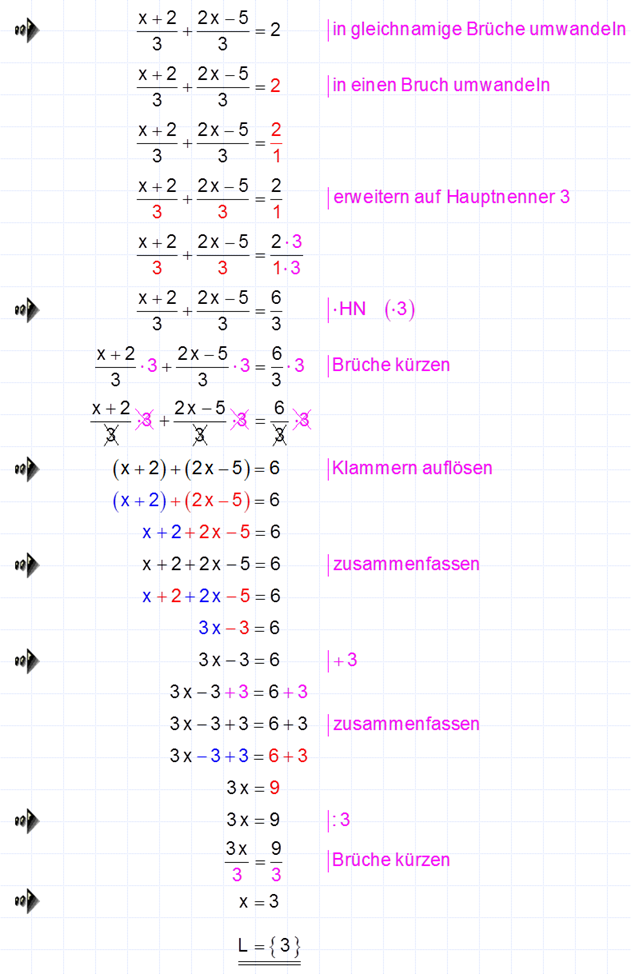 (x+2)/3 + (2x−5)/3 = 2 |in gleichnamige Brüche umwandeln
(x+2)/3 + (2x−5)/3 = 2 |in einen Bruch umwandeln
(x+2)/3 + (2x−5)/3 = 2/1
(x+2)/3 + (2x−5)/3 = 2/1 |erweitern auf Hauptnenner 3
(x+2)/3 + (2x−5)/3 = (2·3)/(1·3)
(x+2)/3 + (2x−5)/3 = 6/3 |·HN (·3)
(x+2)/3 ·3 + (2x−5)/3 ·3 = 6/3 ·3 |Brüche kürzen
(x+2)/3 ·3 + (2x−5)/3 ·3 = 6/3 ·3
(x+2)+(2x−5)=6 |Klammern auflösen
(x+2)+(2x−5)=6
x+2+2x−5=6
x+2+2x−5=6 |zusammenfassen
x+2+2x−5=6
3x−3=6
3x−3=6 |+3
3x−3+3=6+3
3x−3+3=6+3 |zusammenfassen
3x−3+3=6+3
3x=9
3x=9 |:3
3x/3 = 9/3 |Brüche kürzen
x=3
L={3}